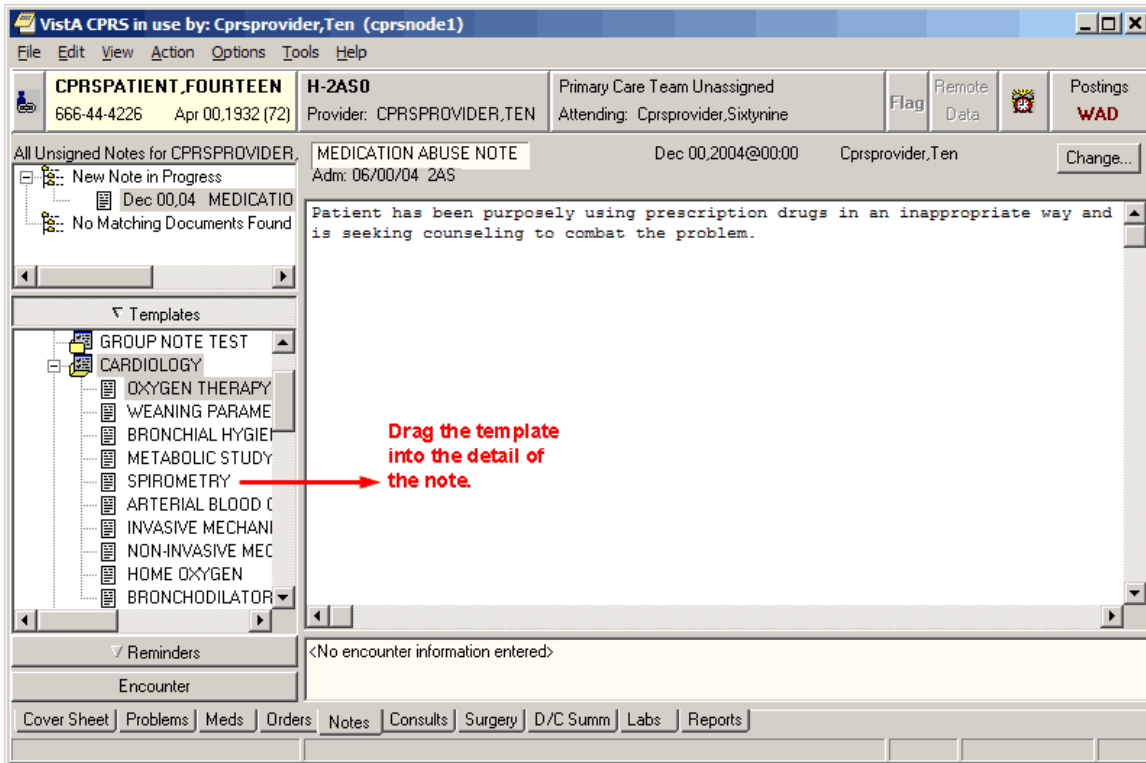 VistA CPRS in use by: Cprsprovider,Ten (cprsnode1)
File Edit View Action Options Tools Help
CPRSPATIENT,FOURTEEN
666-44-4226 Apr 00,1932 (72)
H-2AS0
Provider: CPRSPROVIDER,TEN
Primary Care Team Unassigned
Attending: Cprsprovider,Sixtynine
Flag
Remote
Data
Postings
WAD
All Unsigned Notes for CPRSPROVIDER,
New Note in Progress
Dec 00,04 MEDICATIO
No Matching Documents Found
MEDICATION ABUSE NOTE Dec 00,2004@00:00 Cprsprovider,Ten
Change...
Adm: 06/00/04 2AS
Patient has been purposely using prescription drugs in an inappropriate way and
is seeking counseling to combat the problem.
Templates
GROUP NOTE TEST
CARDIOLOGY
OXYGEN THERAPY
WEANING PARAME
BRONCHIAL HYGIE
METABOLIC STUDY
SPIROMETRY
ARTERIAL BLOOD
INVASIVE MECHANI
NON-INVASIVE MEC
HOME OXYGEN
BRONCHODILATOR
Drag the template
into the detail of
the note.
Reminders
Encounter
<No encounter information entered>
Cover Sheet Problems Meds Orders Notes Consults Surgery D/C Summ Labs Reports